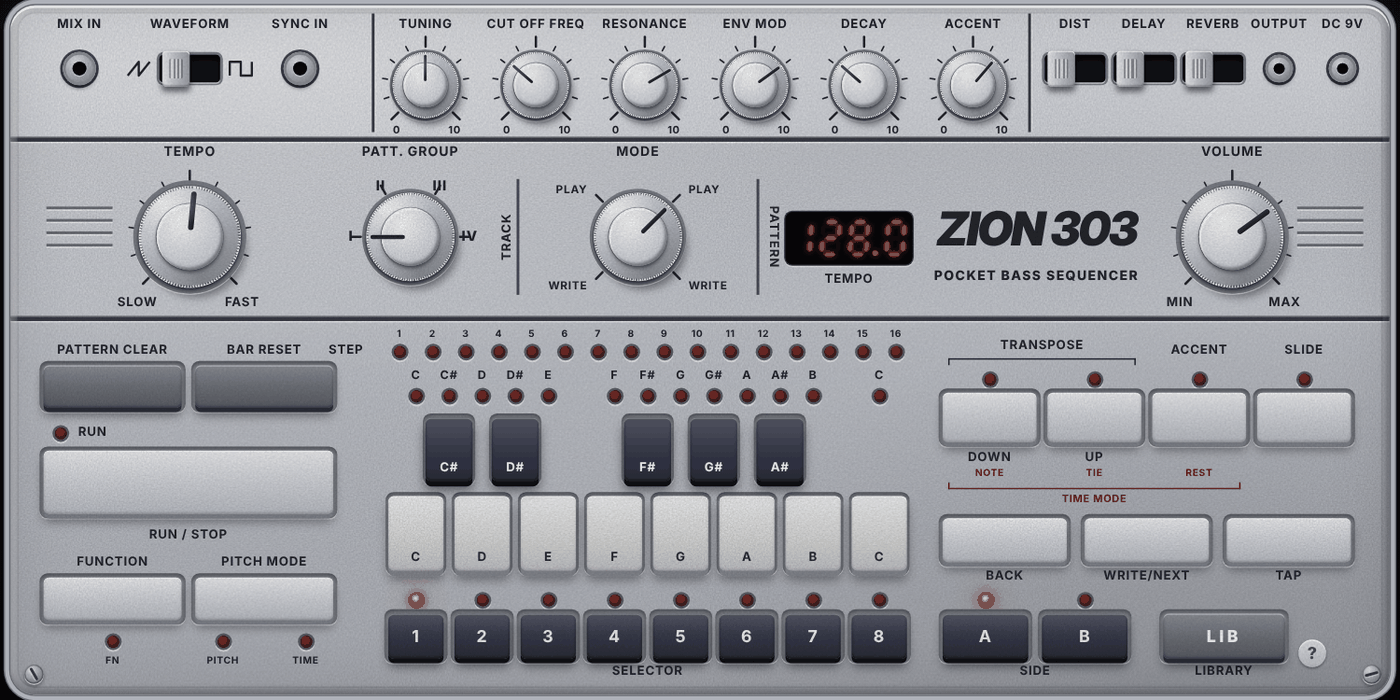 MIX IN WAVEFORM SYNC IN TUNING CUT OFF FREQ RESONANCE ENV MOD DECAY ACCENT DIST DELAY REVERB OUTPUT DC 9V
0 10 0 10 0 10 0 10 0 10 0 10
TEMPO PATT. GROUP MODE VOLUME
II III PLAY PLAY
I IV
TRACK
PATTERN
128.0
ZION 303
TEMPO POCKET BASS SEQUENCER
SLOW FAST WRITE WRITE MIN MAX
1 2 3 4 5 6 7 8 9 10 11 12 13 14 15 16
PATTERN CLEAR BAR RESET STEP TRANSPOSE ACCENT SLIDE
C C# D D# E F F# G G# A A# B C
RUN
C# D# F# G# A#
DOWN UP
NOTE TIE REST
TIME MODE
RUN / STOP
C D E F G A B C
FUNCTION PITCH MODE BACK WRITE/NEXT TAP
1 2 3 4 5 6 7 8 A B LIB ?
FN PITCH TIME SELECTOR SIDE LIBRARY